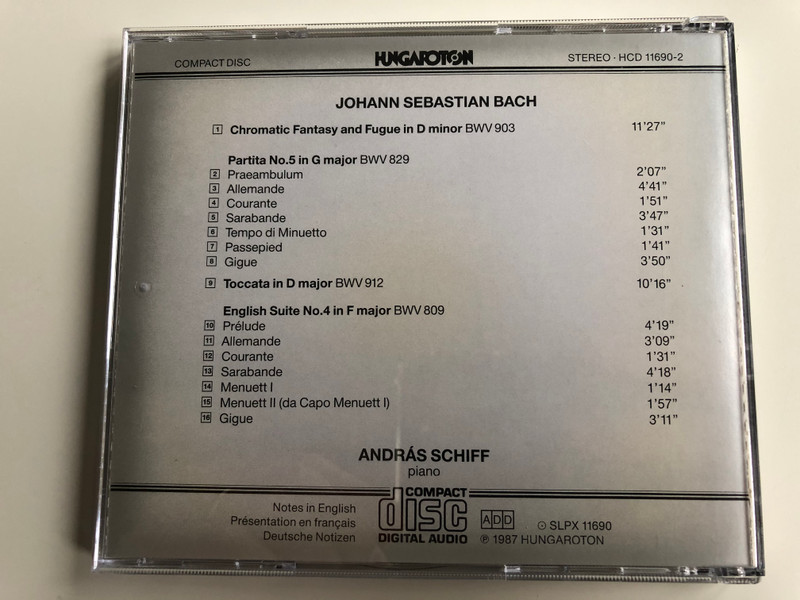 COMPACT DISC HUNGAROTON STEREO · HCD 11690-2
JOHANN SEBASTIAN BACH
1 Chromatic Fantasy and Fugue in D minor BWV 903 11'27”
Partita No.5 in G major BWV 829
2 Praeambulum 2'07”
3 Allemande 4'41”
4 Courante 1'51”
5 Sarabande 3'47”
6 Tempo di Minuetto 1'31”
7 Passepied 1'41”
8 Gigue 3'50”
9 Toccata in D major BWV 912 10'16”
English Suite No.4 in F major BWV 809
10 Prélude 4'19”
11 Allemande 3'09”
12 Courante 1'31”
13 Sarabande 4'18”
14 Menuett I 1'14”
15 Menuett II (da Capo Menuett I) 1'57”
16 Gigue 3'11”
ANDRÁS SCHIFF
piano
Notes in English
Présentation en français
Deutsche Notizen
COMPACT
disc
DIGITAL AUDIO
ADD
SLPX 11690
℗ 1987 HUNGAROTON